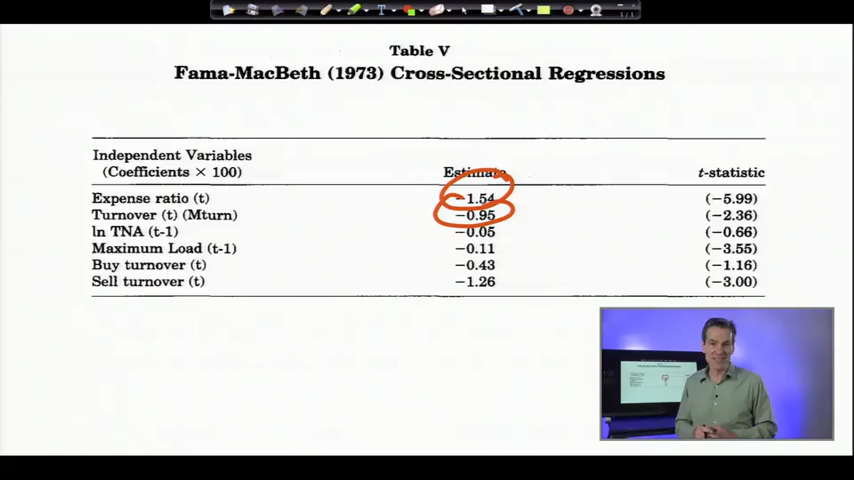 Table V
Fama-MacBeth (1973) Cross-Sectional Regressions
Independent Variables
(Coefficients × 100) Estimate t-statistic
Expense ratio (t) −1.54 (−5.99)
Turnover (t) (Mturn) −0.95 (−2.36)
ln TNA (t-1) −0.05 (−0.66)
Maximum Load (t-1) −0.11 (−3.55)
Buy turnover (t) −0.43 (−1.16)
Sell turnover (t) −1.26 (−3.00)